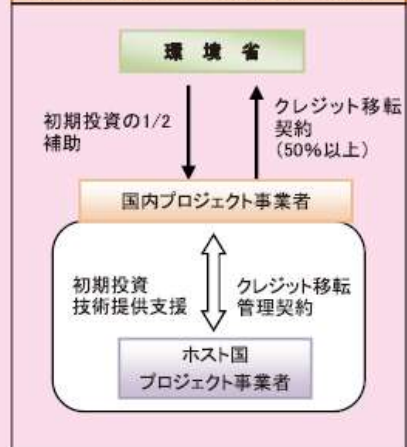 環 境 省
初期投資の1/2
補助
クレジット移転
契約
(50%以上)
国内プロジェクト事業者
初期投資
技術提供支援
クレジット移転
管理契約
ホスト国
プロジェクト事業者